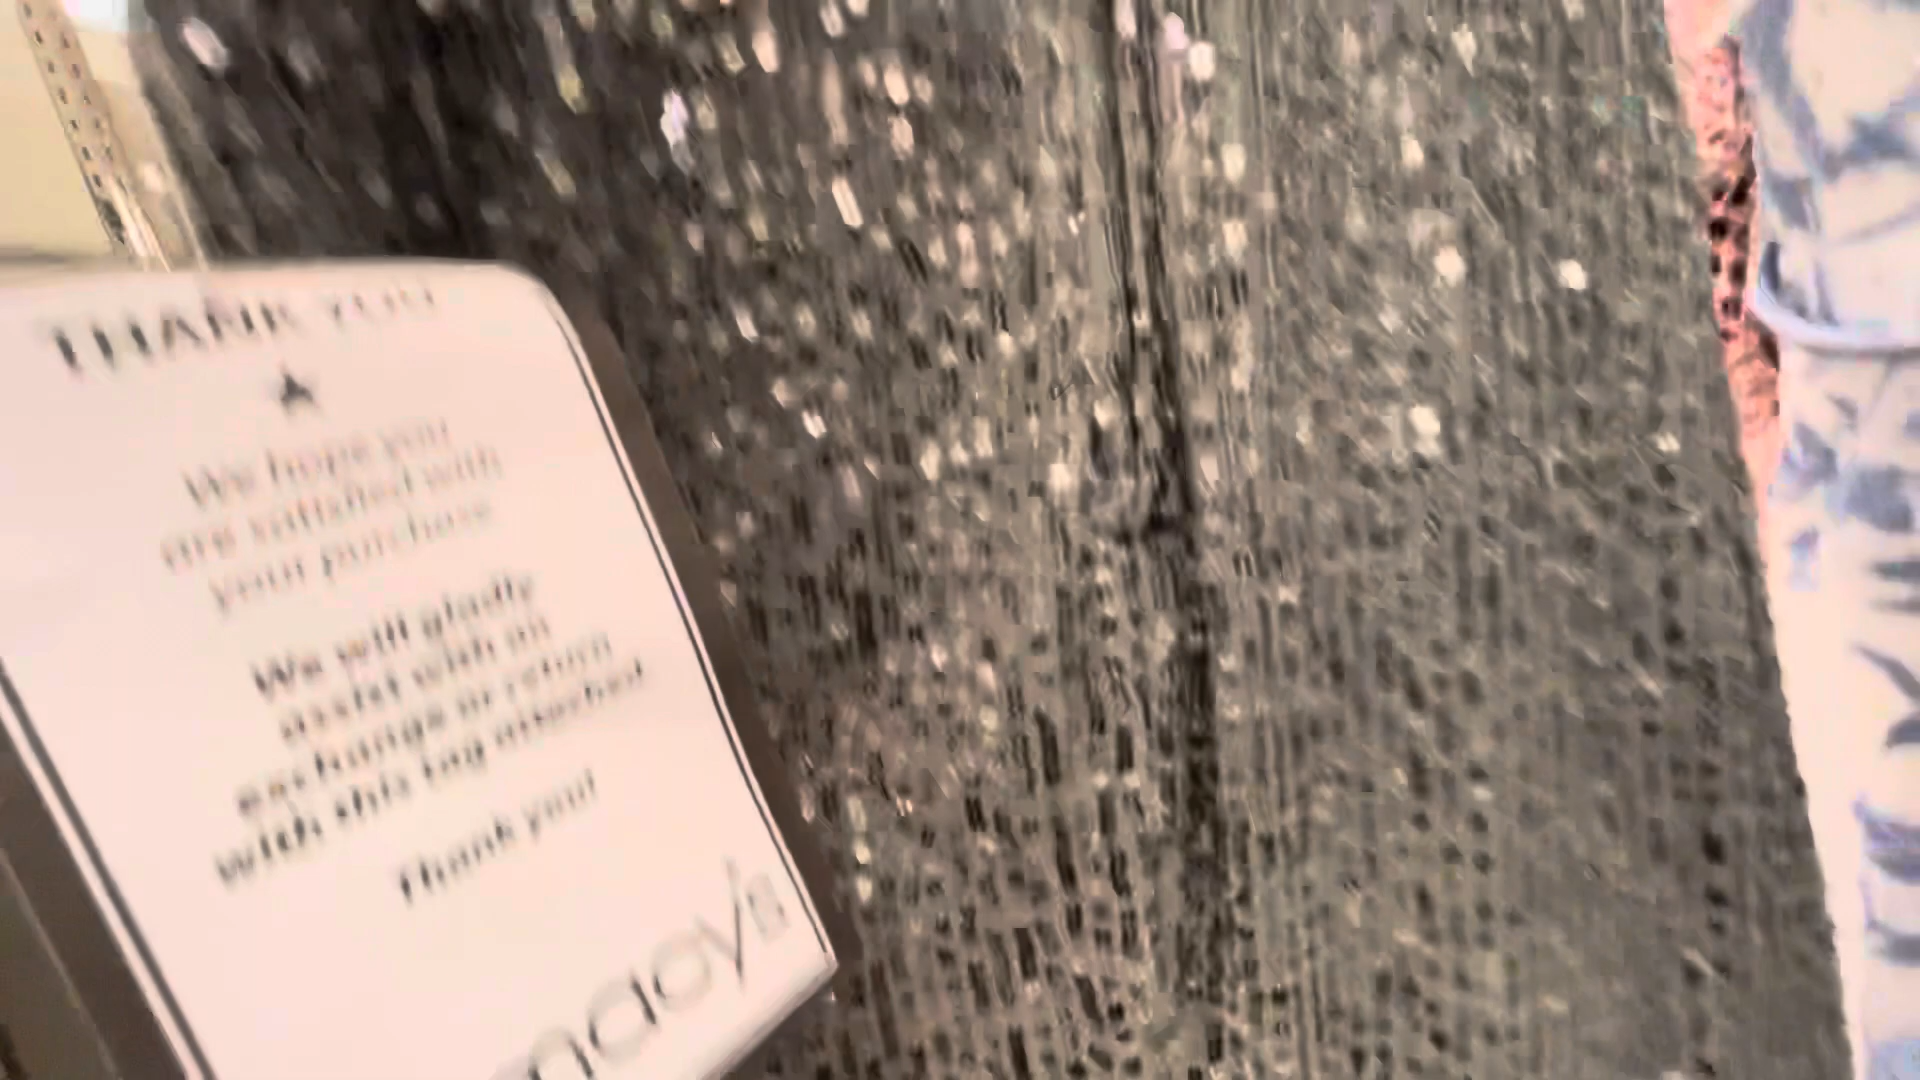 THANK YOU
We hope you
are satisfied with
your purchase
We will gladly
assist with an
exchange or return
with this tag attached
Thank you!
macy's